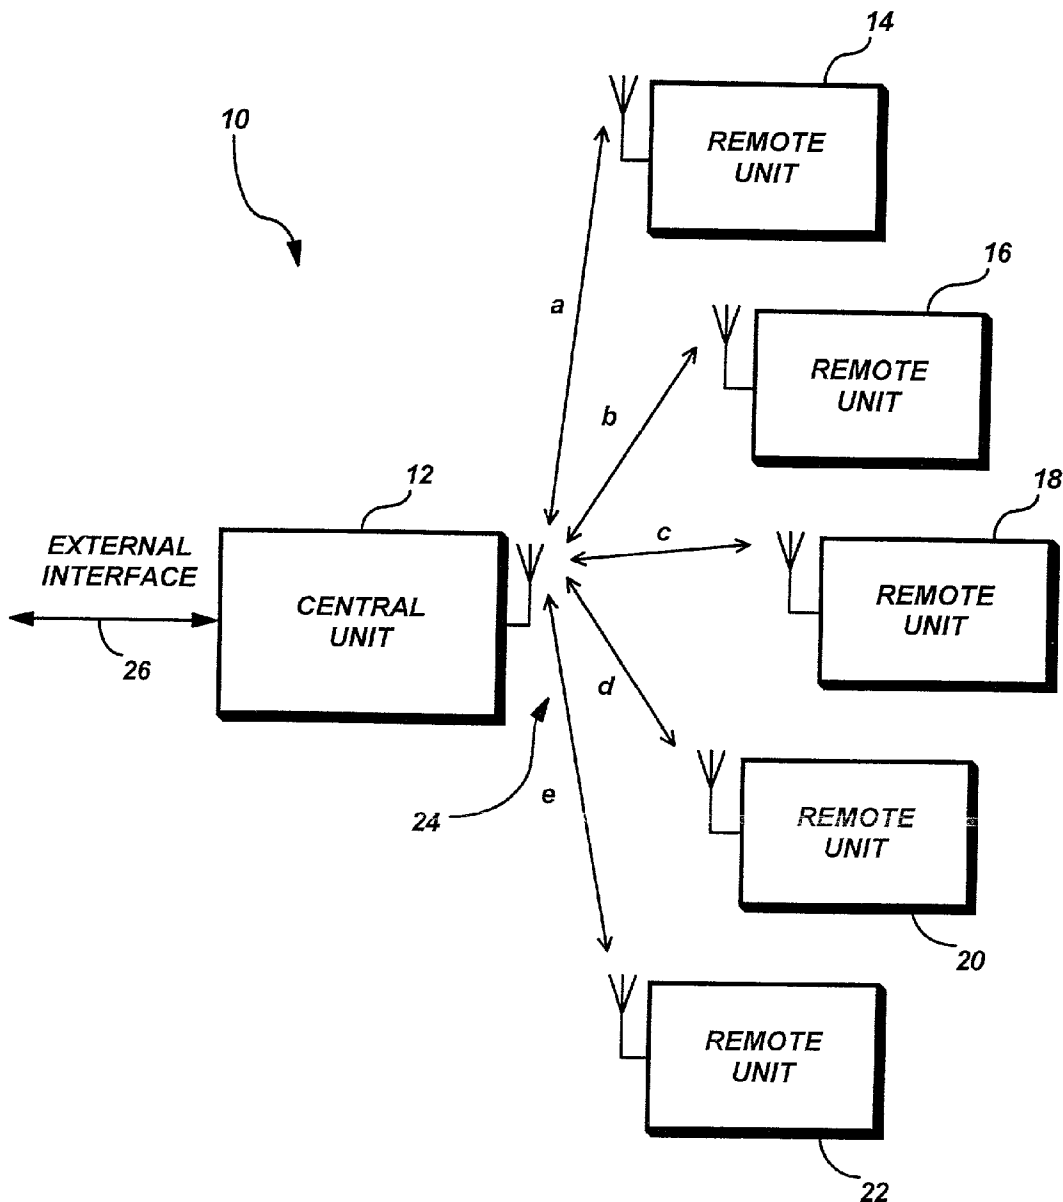 14
10
REMOTE
UNIT
16
a
REMOTE
UNIT
b
12
18
c
EXTERNAL
INTERFACE
CENTRAL
UNIT
REMOTE
UNIT
26
d
24
e
REMOTE
UNIT
20
REMOTE
UNIT
22